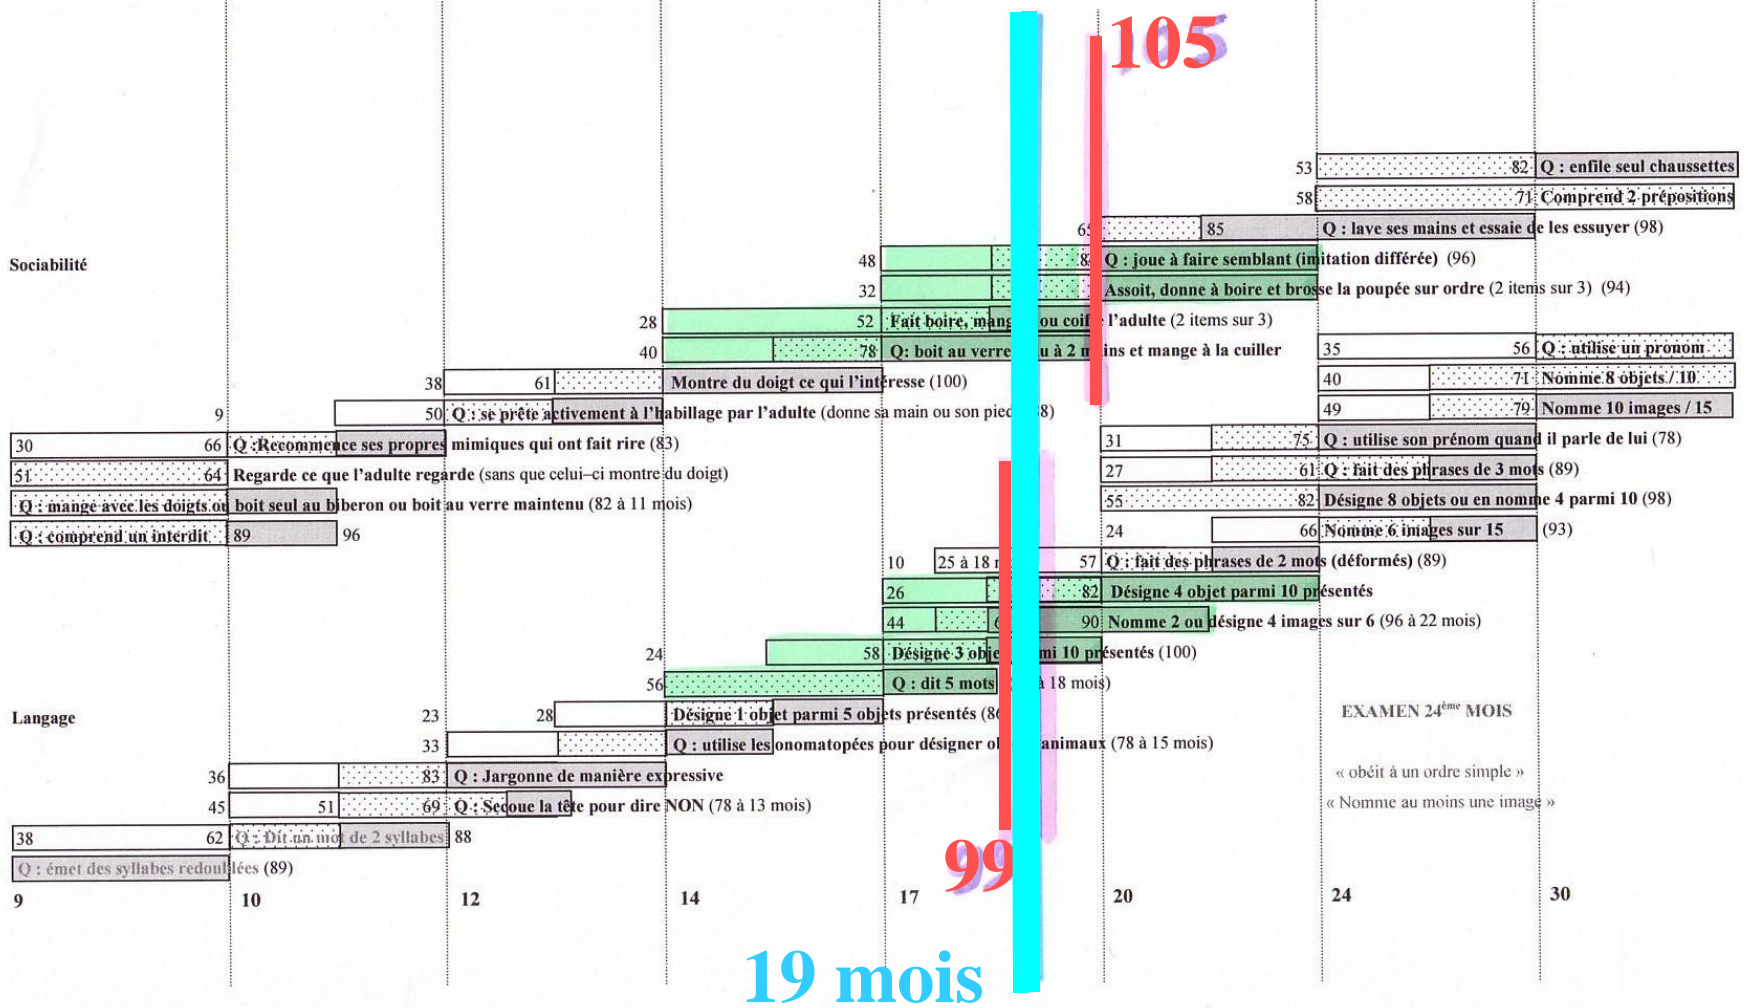 105
53 82 Q : enfile seul chaussettes
58 71 Comprend 2 prépositions
65 85 Q : lave ses mains et essaie de les essuyer (98)
Sociabilité
48 Q : joue à faire semblant (imitation différée) (96)
32 Assoit, donne à boire et brosse la poupée sur ordre (2 items sur 3) (94)
28 52 Fait boire, ou l'adulte (2 items sur 3)
40 78 Q: boit au verre à 2 mains et mange à la cuiller
35 56 Q : utilise un pronom
38 61 Montre du doigt ce qui l'intéresse (100)
40 71 Nomme 8 objets / 10
9 50 Q : se prête activement à l'habillage par l'adulte (donne sa main ou son pied
49 79 Nomme 10 images / 15
30 66 Q :Recommence ses propres mimiques qui ont fait rire (83)
31 75 Q : utilise son prénom quand il parle de lui (78)
51 64 Regarde ce que l'adulte regarde (sans que celui–ci montre du doigt)
27 61 Q : fait des phrases de 3 mots (89)
Q : mange avec les doigts ou boit seul au biberon ou boit au verre maintenu (82 à 11 mois)
55 82 Désigne 8 objets ou en nomme 4 parmi 10 (98)
Q : comprend un interdit 89 96
24 66 Nomme 6 images sur 15 (93)
10 25 à 18 57 Q : fait des phrases de 2 mots (déformés) (89)
26 82 Désigne 4 objet parmi 10 présentés
44 90 Nomme 2 ou désigne 4 images sur 6 (96 à 22 mois)
24 58 Désigne 3 10 présentés (100)
56 Q : dit 5 mots à 18 mois)
23 28 Désigne 1 objet parmi 5 objets présentés
Langage
EXAMEN 24ème MOIS
33 Q : utilise les onomatopées pour désigner animaux (78 à 15 mois)
36 83 Q : Jargonne de manière expressive
« obéit à un ordre simple »
45 51 69 Q : Secoue la tête pour dire NON (78 à 13 mois)
« Nomme au moins une image »
38 62 Q : Dit un mot de 2 syllabes 88
Q : émet des syllabes redoublées (89)
99
9 10 12 14 17 20 24 30
19 mois